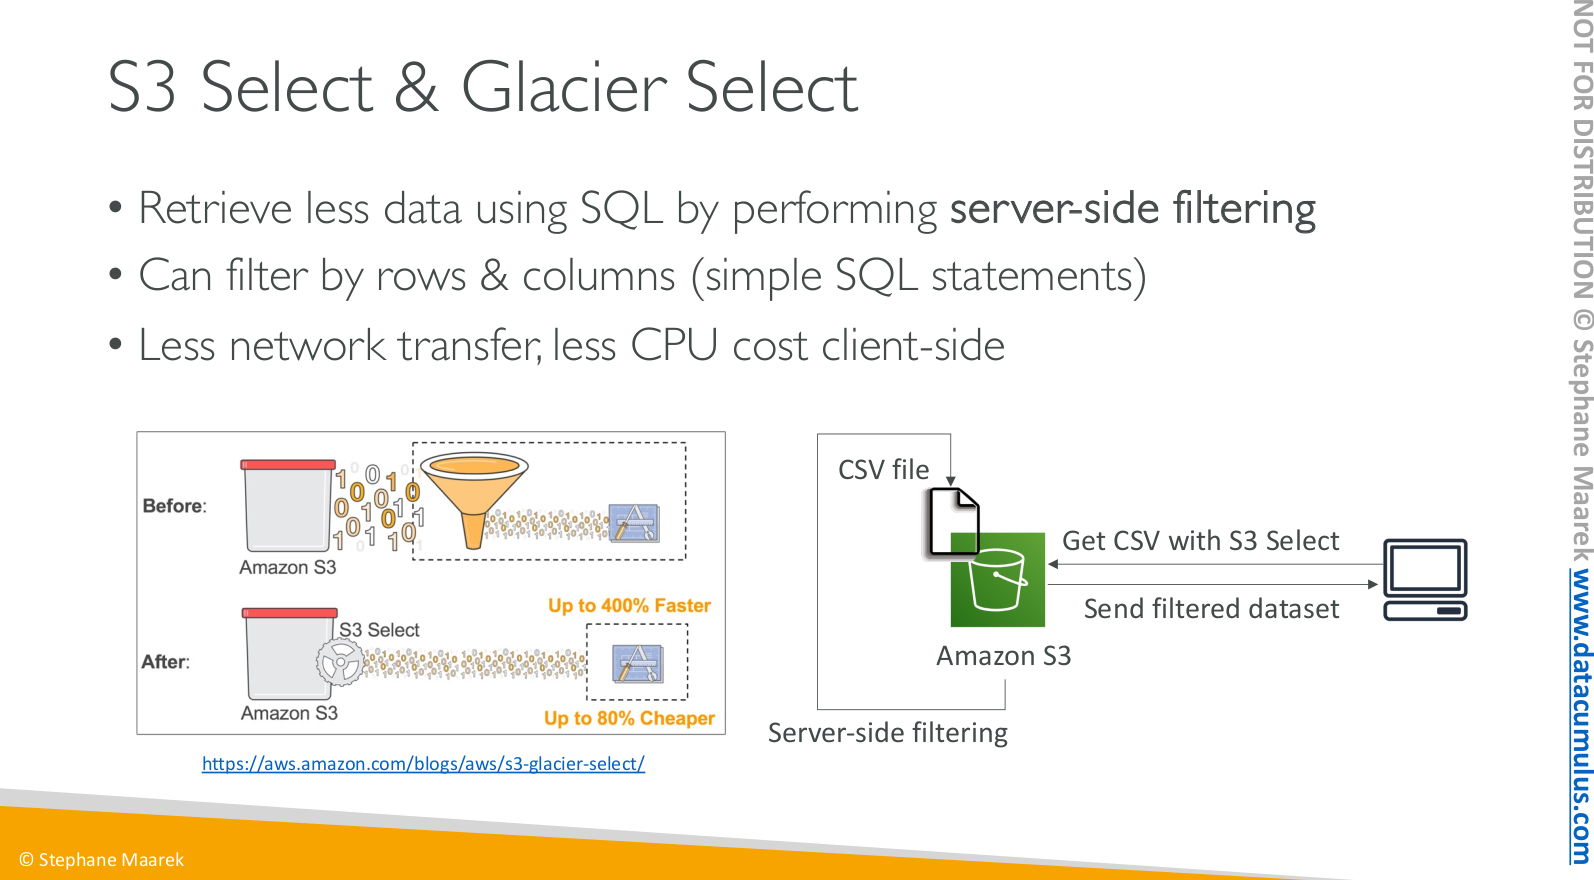 S3 Select & Glacier Select
• Retrieve less data using SQL by performing server-side filtering
• Can filter by rows & columns (simple SQL statements)
• Less network transfer, less CPU cost client-side
Before:
Amazon S3
Up to 400% Faster
S3 Select
After:
Amazon S3
Up to 80% Cheaper
https://aws.amazon.com/blogs/aws/s3-glacier-select/
CSV file
Get CSV with S3 Select
Send filtered dataset
Amazon S3
Server-side filtering
© Stephane Maarek
NOT FOR DISTRIBUTION © Stephane Maarek www.datacumulus.com